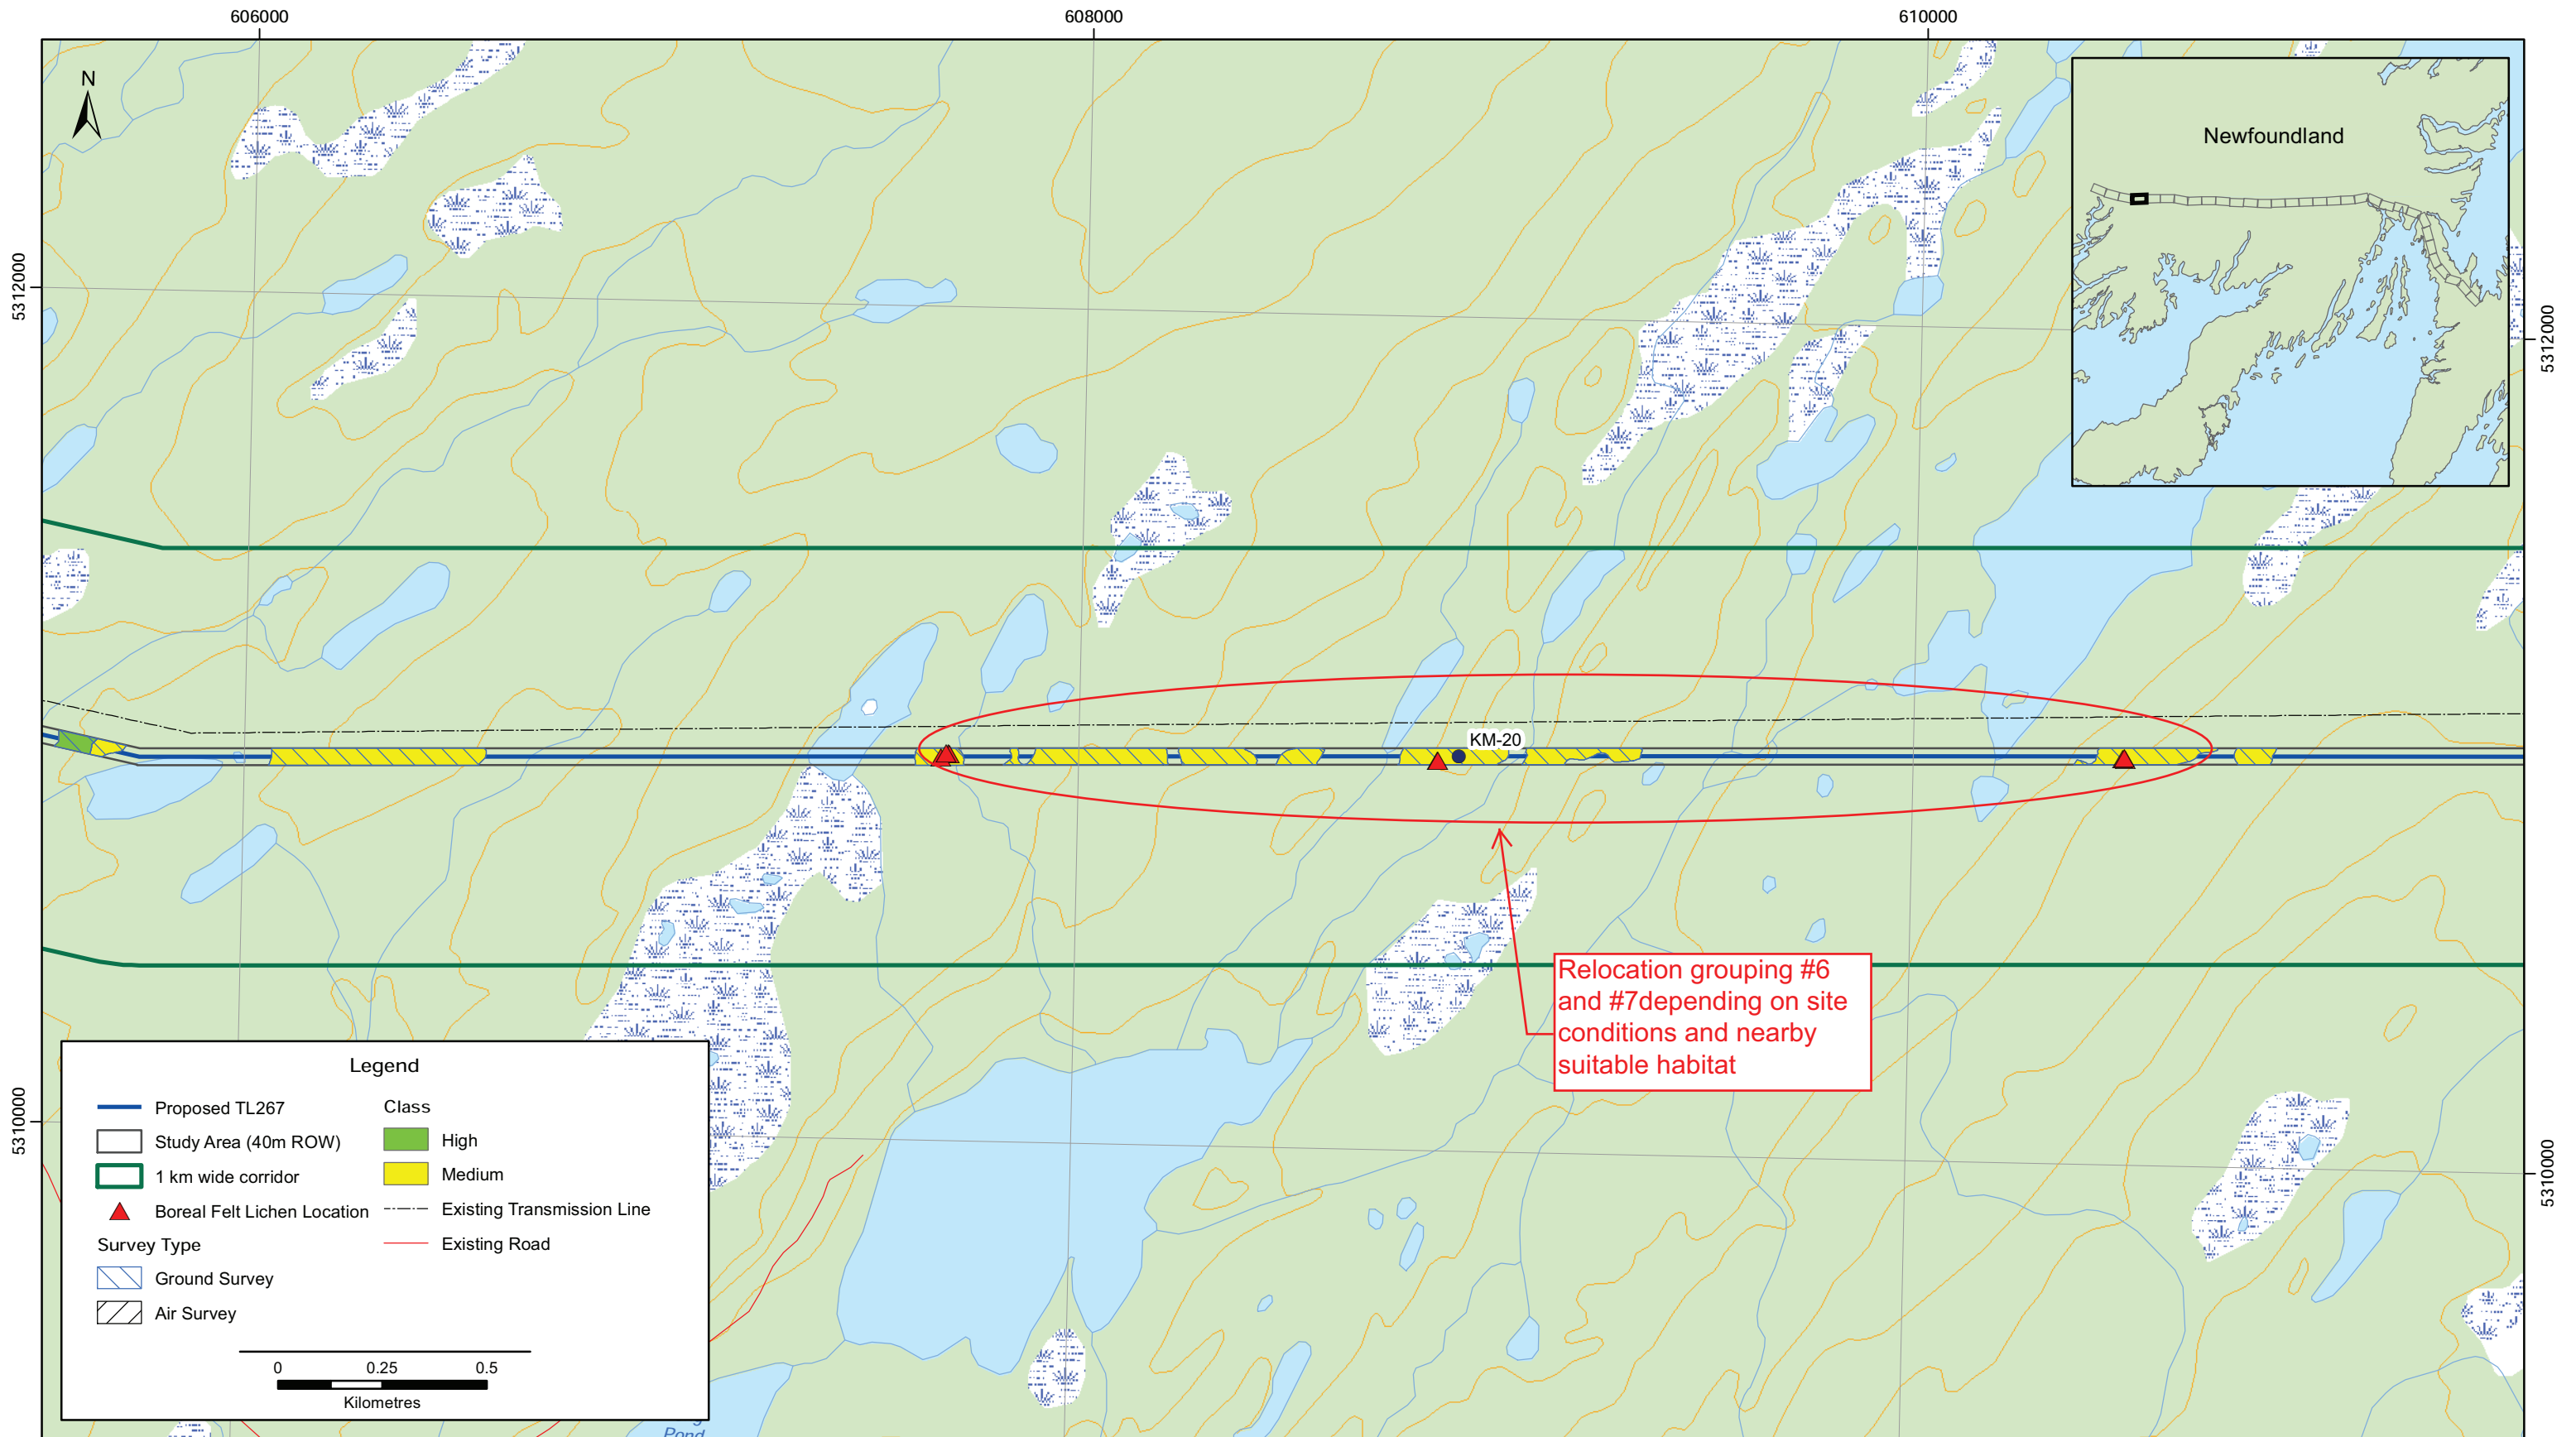 606000
608000
610000
N
Newfoundland
5312000
5312000
KM-20
Relocation grouping #6
and #7depending on site
conditions and nearby
suitable habitat
5310000
5310000
Legend
Proposed TL267
Study Area (40m ROW)
1 km wide corridor
Boreal Felt Lichen Location
Survey Type
Ground Survey
Air Survey
Class
High
Medium
Existing Transmission Line
Existing Road
0 0.25 0.5
Kilometres
Pond